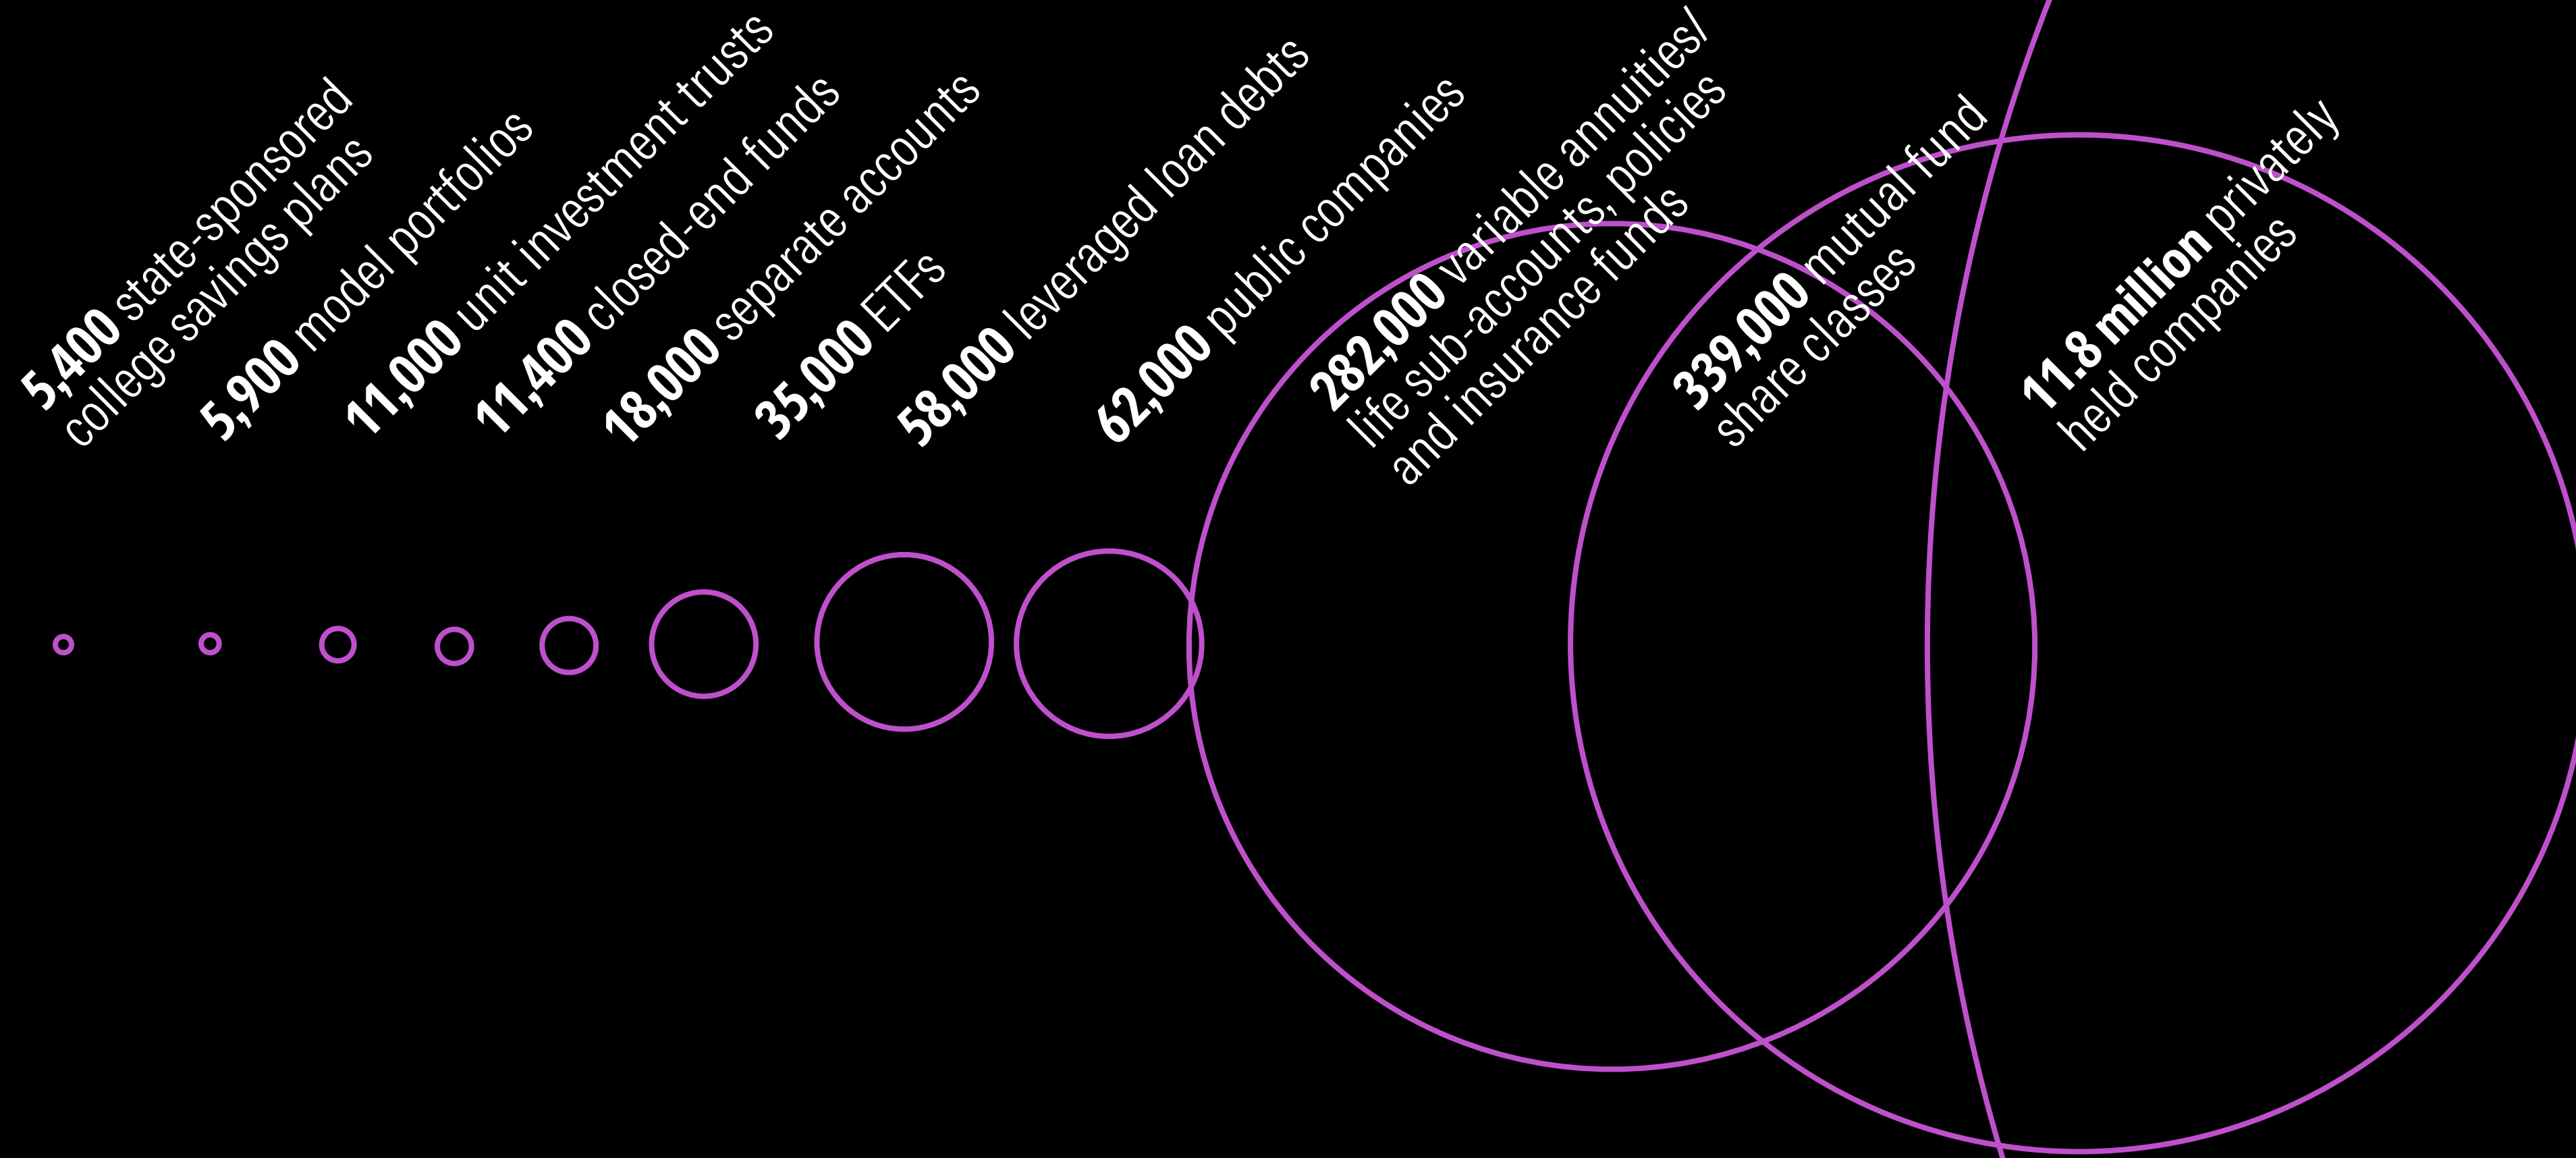 5,400 state-sponsored
college savings plans
5,900 model portfolios
11,000 unit investment trusts
11,400 closed-end funds
18,000 separate accounts
35,000 ETFs
58,000 leveraged loan debts
62,000 public companies
282,000 variable annuities/
life sub-accounts, policies
and insurance funds
339,000 mutual fund
share classes
11.8 million privately
held companies